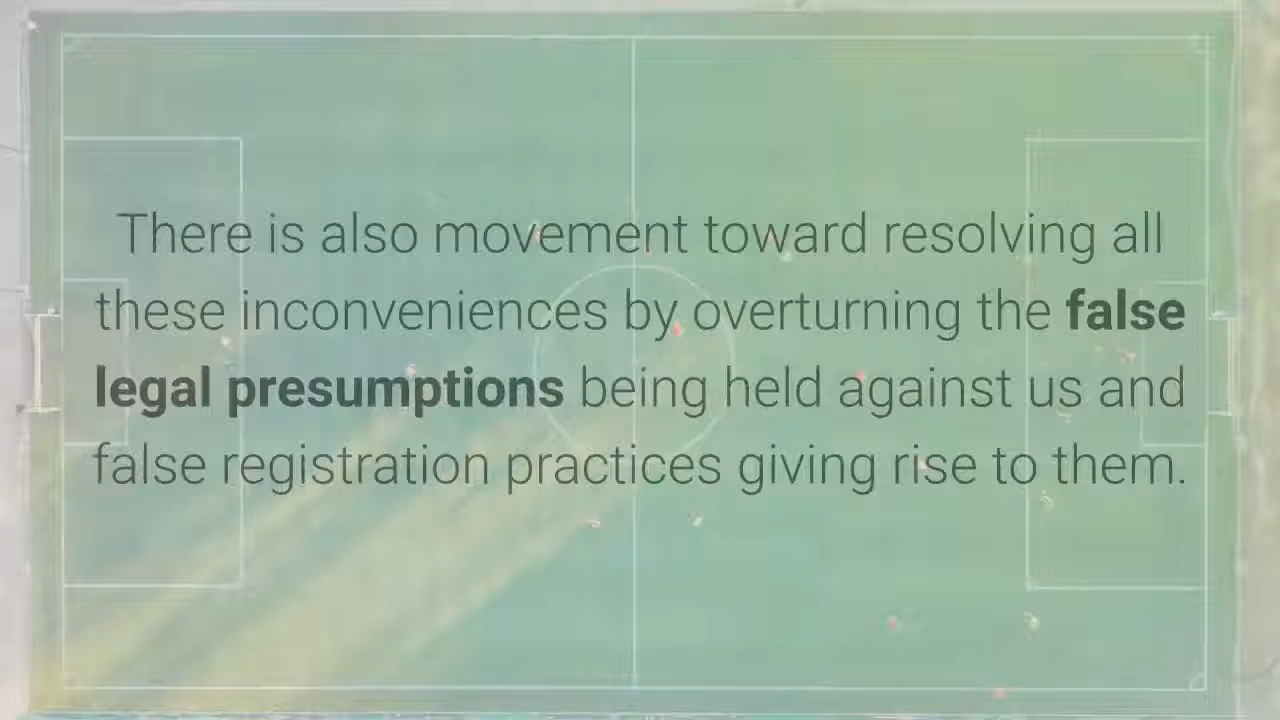 There is also movement toward resolving all
these inconveniences by overturning the false
legal presumptions being held against us and
false registration practices giving rise to them.